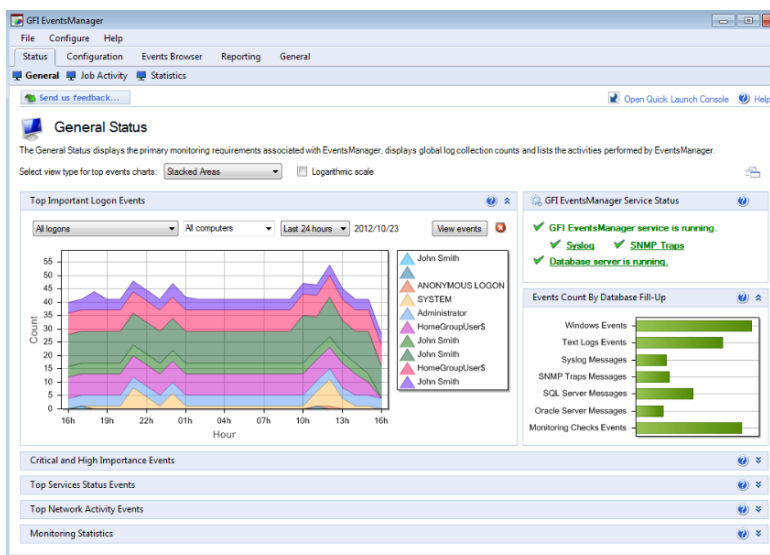 GFI EventsManager
File Configure Help
Status Configuration Events Browser Reporting General
General Job Activity Statistics
Send us feedback... Open Quick Launch Console Help
General Status
The General Status displays the primary monitoring requirements associated with EventsManager, displays global log collection counts and lists the activities performed by EventsManager.
Select view type for top events charts: Stacked Areas Logarithmic scale
Top Important Logon Events
All logons All computers Last 24 hours 2012/10/23 View events
55
50
45
40
35
30
25
20
15
10
5
0
Count
16h 19h 22h 01h 04h 07h 10h 13h 16h
Hour
John Smith
ANONYMOUS LOGON
SYSTEM
Administrator
HomeGroupUser$
John Smith
John Smith
HomeGroupUser$
John Smith
GFI EventsManager Service Status
GFI EventsManager service is running.
Syslog SNMP Traps
Database server is running.
Events Count By Database Fill-Up
Windows Events
Text Logs Events
Syslog Messages
SNMP Traps Messages
SQL Server Messages
Oracle Server Messages
Monitoring Checks Events
Critical and High Importance Events
Top Services Status Events
Top Network Activity Events
Monitoring Statistics